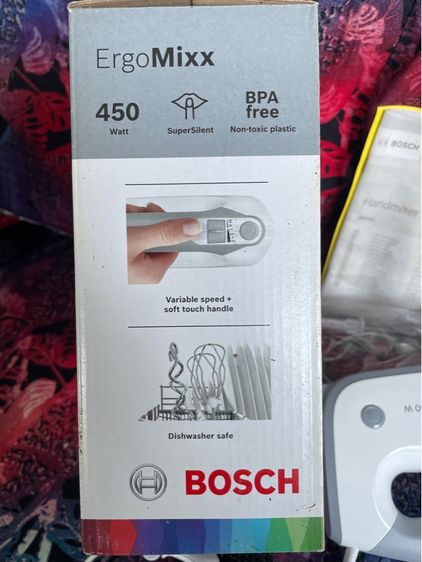 ErgoMixx
450
Watt
SuperSilent
BPA
free
Non-toxic plastic
Variable speed +
soft touch handle
Dishwasher safe
BOSCH
BOSCH
Handmixer
0 W